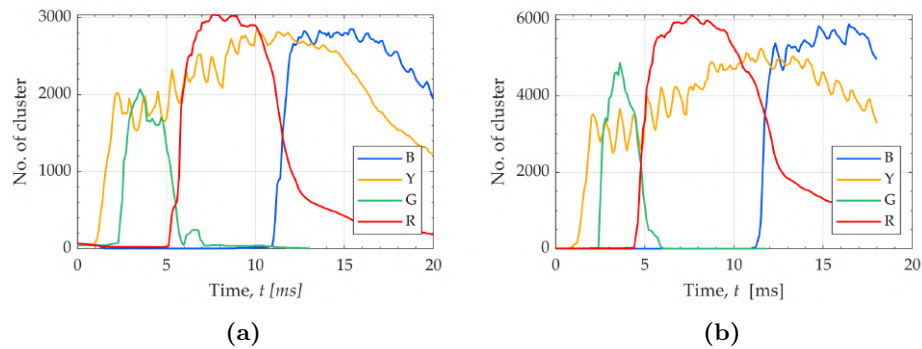 3000
2000
1000
0
No. of cluster
0
5
10
15
20
Time, t [ms]
B
Y
G
R
(a)
6000
4000
2000
0
No. of cluster
0
5
10
15
20
Time, t [ms]
B
Y
G
R
(b)